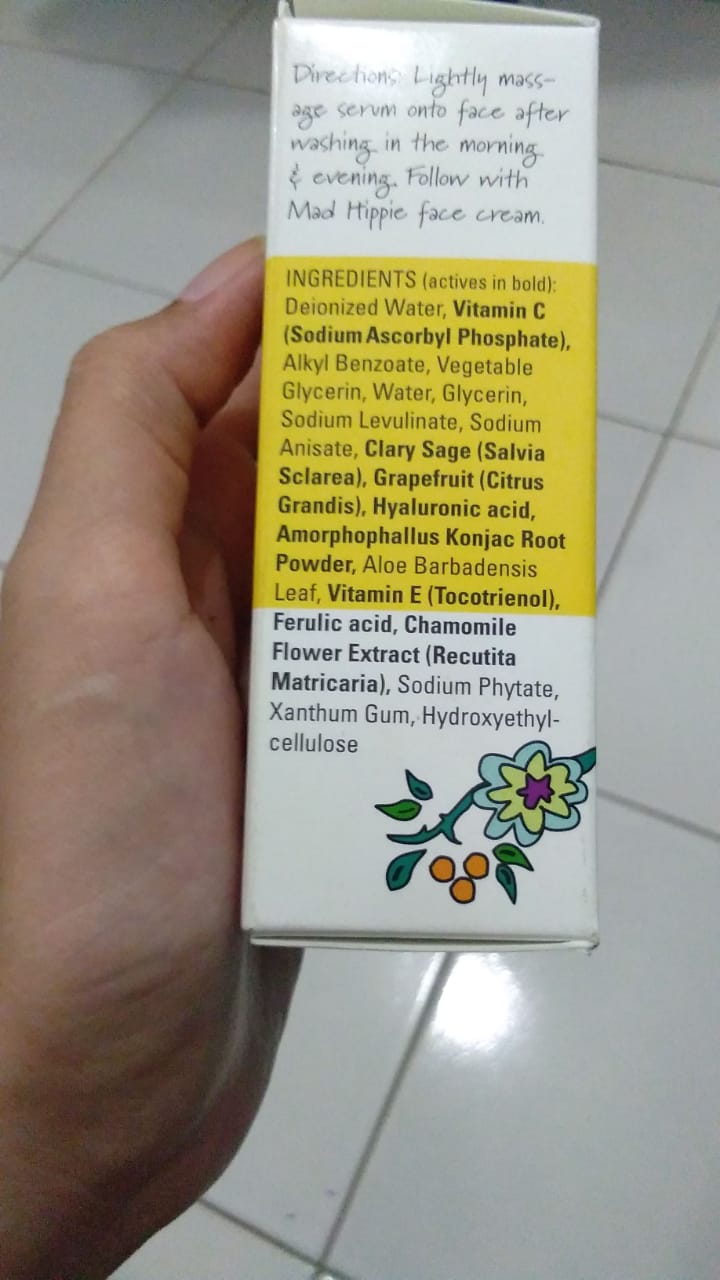 Directions: Lightly mass-
age serum onto face after
washing in the morning
& evening. Follow with
Mad Hippie face cream.
INGREDIENTS (actives in bold):
Deionized Water, Vitamin C
(Sodium Ascorbyl Phosphate),
Alkyl Benzoate, Vegetable
Glycerin, Water, Glycerin,
Sodium Levulinate, Sodium
Anisate, Clary Sage (Salvia
Sclarea), Grapefruit (Citrus
Grandis), Hyaluronic acid,
Amorphophallus Konjac Root
Powder, Aloe Barbadensis
Leaf, Vitamin E (Tocotrienol),
Ferulic acid, Chamomile
Flower Extract (Recutita
Matricaria), Sodium Phytate,
Xanthum Gum, Hydroxyethyl-
cellulose